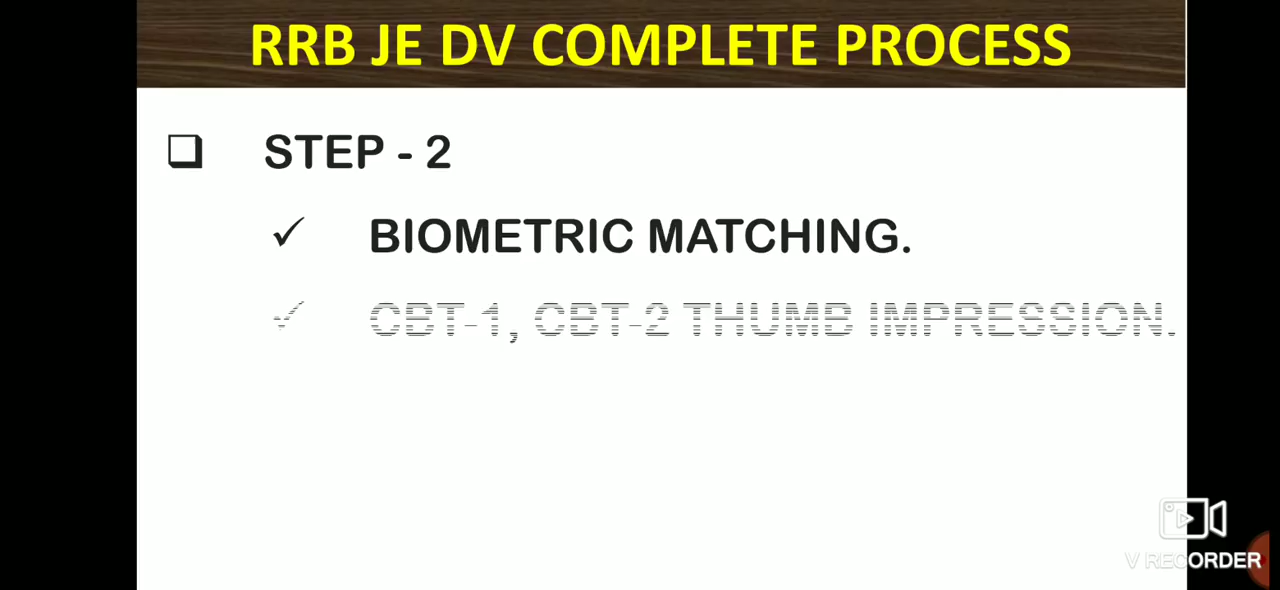 RRB JE DV COMPLETE PROCESS
STEP - 2
BIOMETRIC MATCHING.
CBT-1, CBT-2 THUMB IMPRESSION.
V RECORDER